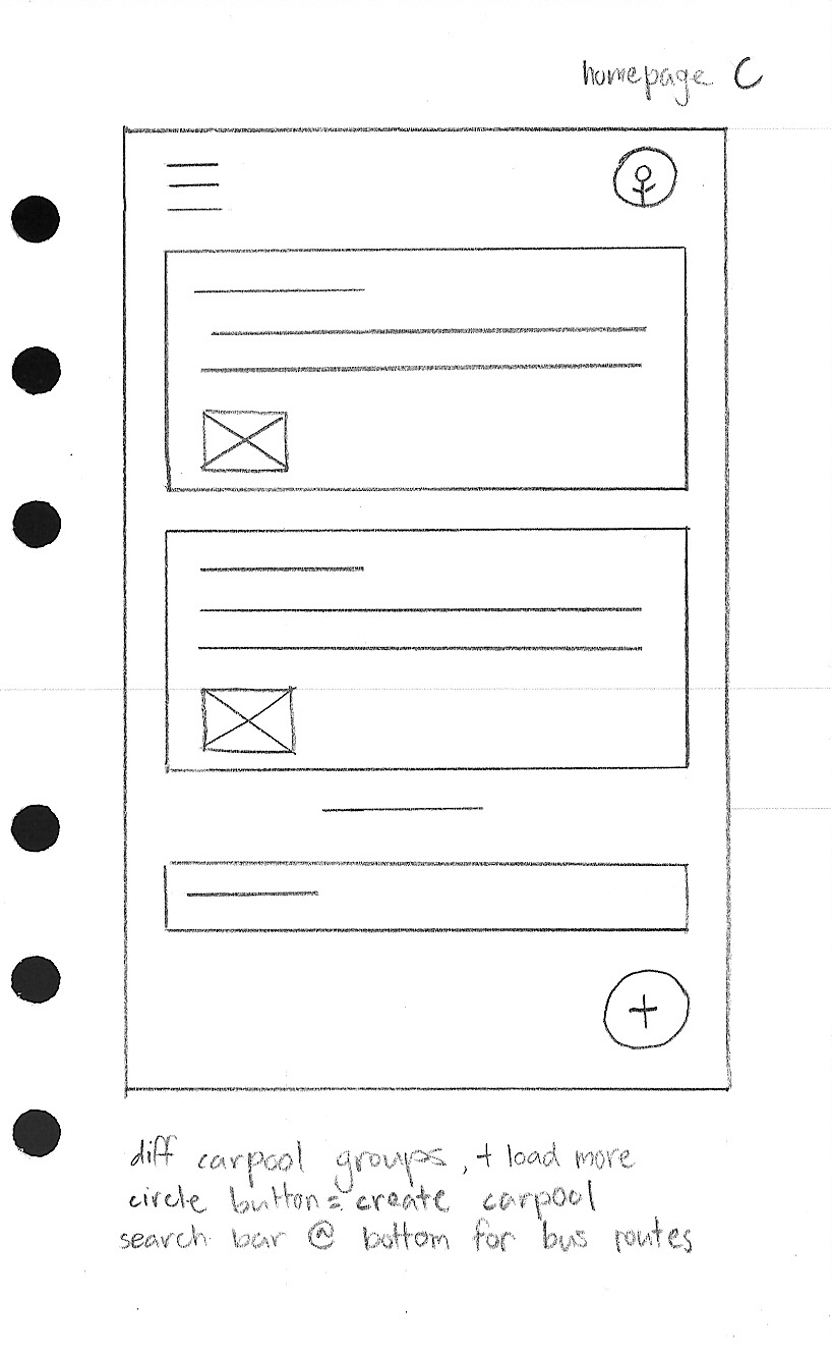 homepage C
diff carpool groups, + load more
circle button = create carpool
search bar @ bottom for bus routes